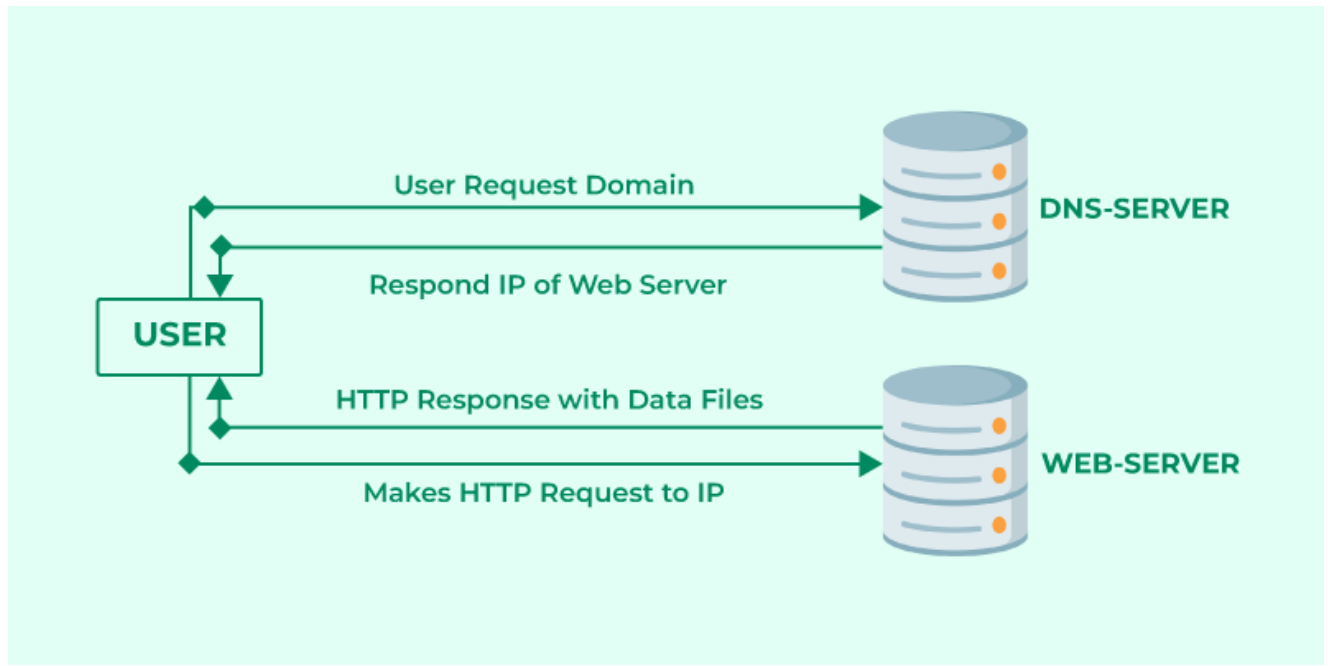 User Request Domain
DNS-SERVER
Respond IP of Web Server
USER
HTTP Response with Data Files
WEB-SERVER
Makes HTTP Request to IP